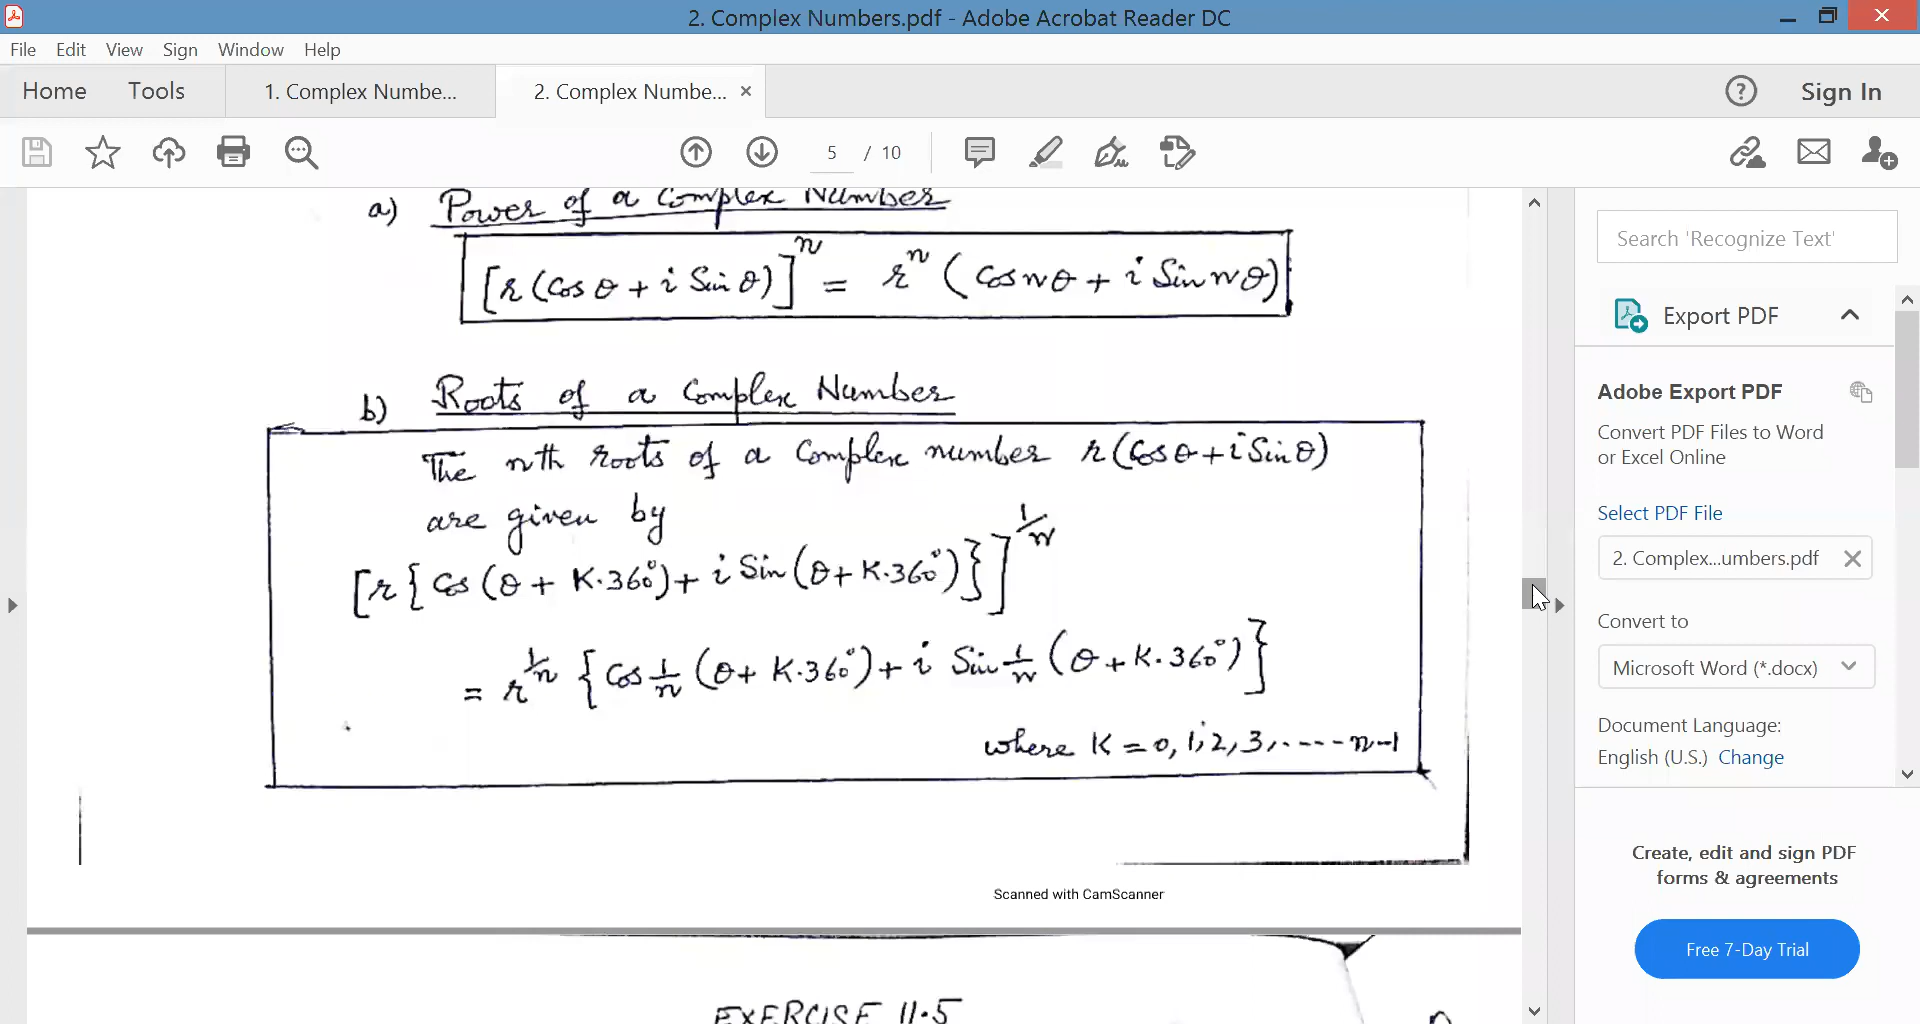 2. Complex Numbers.pdf - Adobe Acrobat Reader DC
File Edit View Sign Window Help
Home Tools 1. Complex Numbe... 2. Complex Numbe... × ? Sign In
5 / 10
a) Power of a Complex Number
[r(Cos θ + i Sin θ)]^n = r^n (Cos nθ + i Sin nθ)
b) Roots of a Complex Number
The nth roots of a complex number r(Cosθ+iSinθ)
are given by
[r{Cos(θ + K.360°) + i Sin(θ + K.360°)}]^1/n
= r^1/n {Cos 1/n (θ + K.360°) + i Sin 1/n (θ + K.360°)}
where K = 0, 1, 2, 3, ..... n-1
Scanned with CamScanner
EXERCISE 11.5
Search 'Recognize Text'
Export PDF
Adobe Export PDF
Convert PDF Files to Word
or Excel Online
Select PDF File
2. Complex...umbers.pdf
Convert to
Microsoft Word (*.docx)
Document Language:
English (U.S.) Change
Create, edit and sign PDF
forms & agreements
Free 7-Day Trial